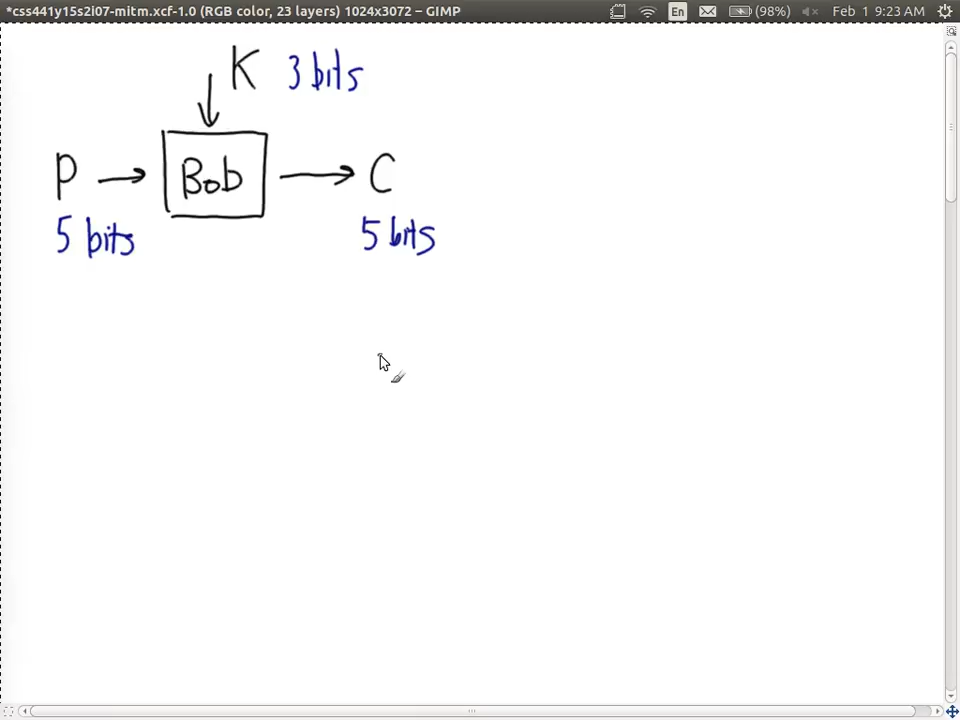 *css441y15s2i07-mitm.xcf-1.0 (RGB color, 23 layers) 1024x3072 – GIMP En (98%) Feb 1 9:23 AM
K 3 bits
P Bob C
5 bits 5 bits